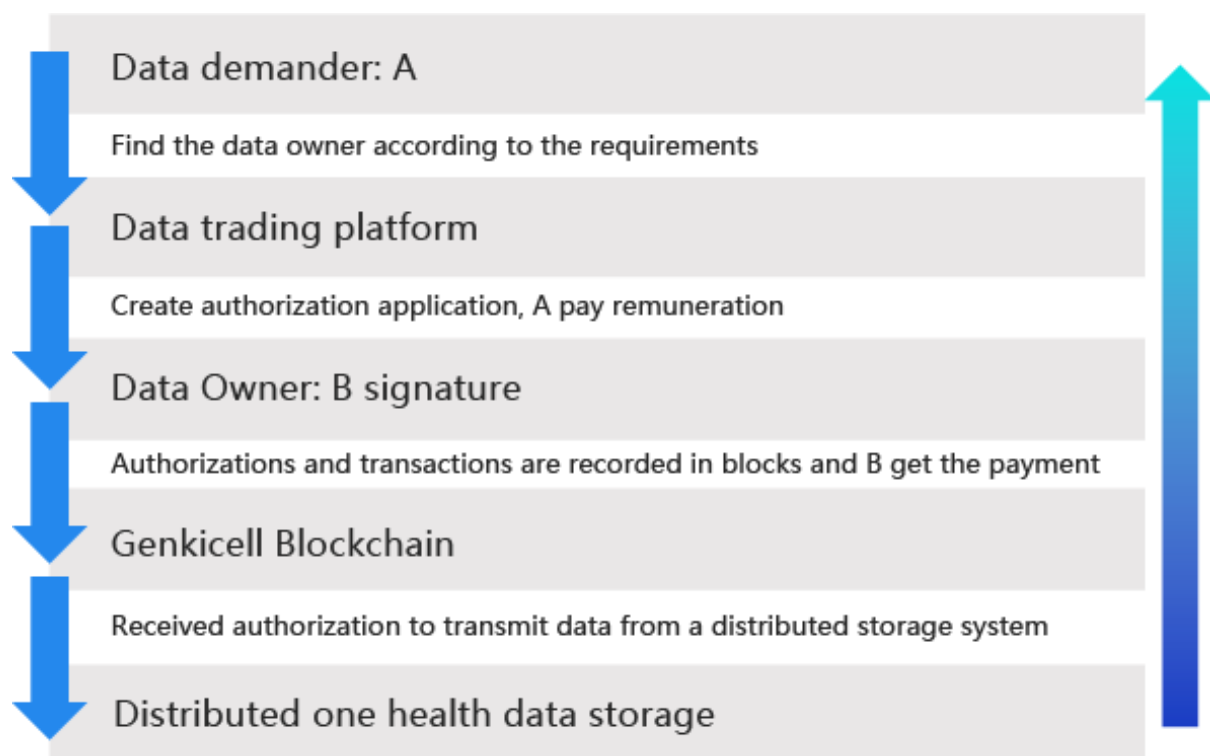 Data demander: A
Find the data owner according to the requirements
Data trading platform
Create authorization application, A pay remuneration
Data Owner: B signature
Authorizations and transactions are recorded in blocks and B get the payment
Genkicell Blockchain
Received authorization to transmit data from a distributed storage system
Distributed one health data storage